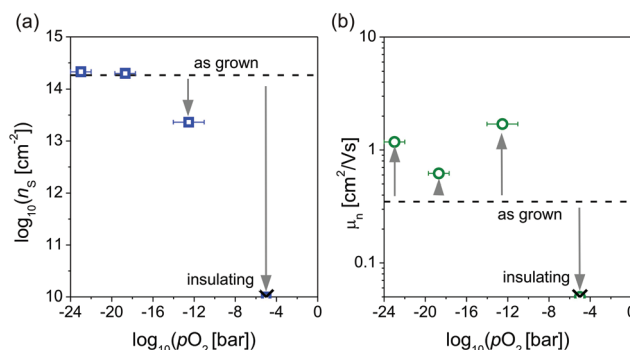 (a)
15
14
13
12
11
10
log₁₀(nₛ [cm⁻²])
as grown
insulating
-24 -20 -16 -12 -8 -4 0
log₁₀(pO₂ [bar])
(b)
10
1
0.1
μₙ [cm²/Vs]
as grown
insulating
-24 -20 -16 -12 -8 -4 0
log₁₀(pO₂ [bar])